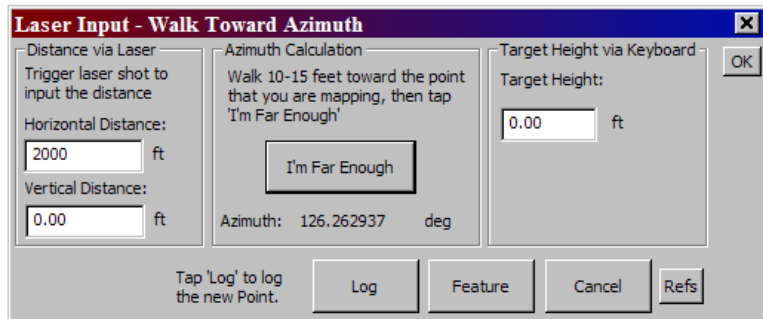 Laser Input - Walk Toward Azimuth
Distance via Laser
Trigger laser shot to
input the distance
Horizontal Distance:
2000 ft
Vertical Distance:
0.00 ft
Azimuth Calculation
Walk 10-15 feet toward the point
that you are mapping, then tap
'I'm Far Enough'
I'm Far Enough
Azimuth: 126.262937 deg
Target Height via Keyboard
Target Height:
0.00 ft
OK
Tap 'Log' to log
the new Point.
Log
Feature
Cancel
Refs